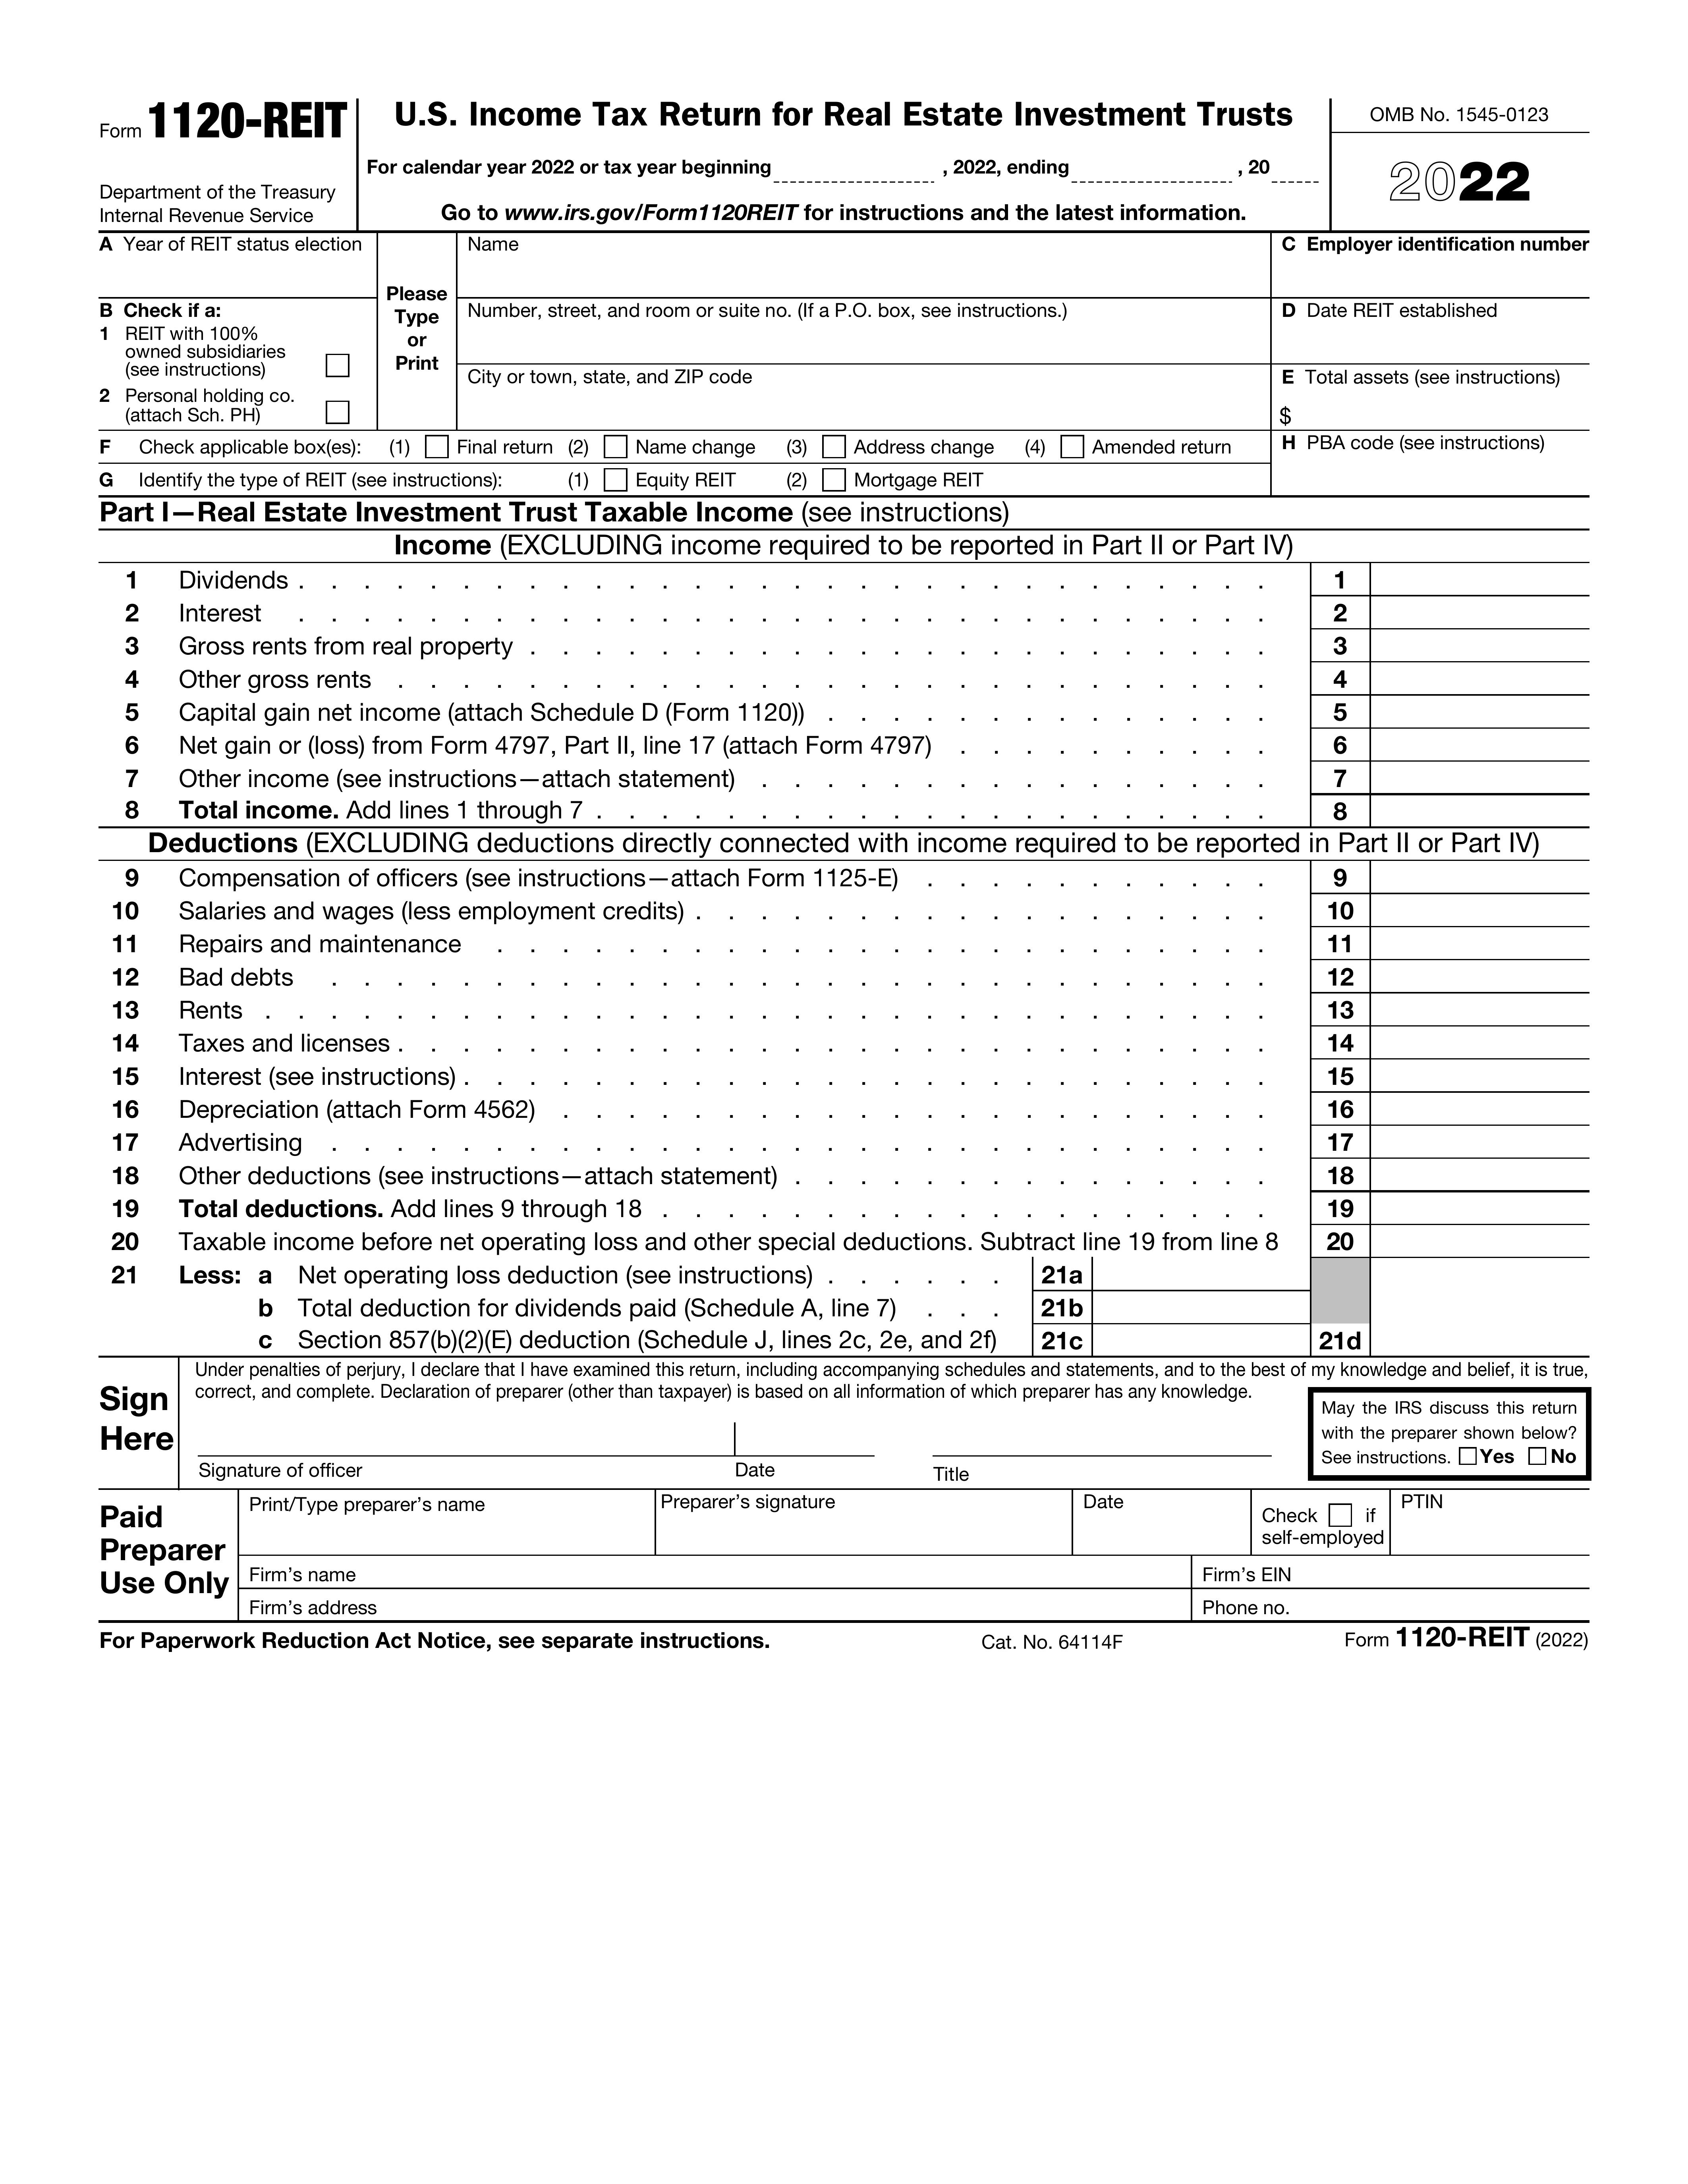 Form 1120-REIT
Department of the Treasury
Internal Revenue Service
U.S. Income Tax Return for Real Estate Investment Trusts
For calendar year 2022 or tax year beginning , 2022, ending , 20
Go to www.irs.gov/Form1120REIT for instructions and the latest information.
OMB No. 1545-0123
2022
A Year of REIT status election
B Check if a:
1 REIT with 100%
owned subsidiaries
(see instructions)
2 Personal holding co.
(attach Sch. PH)
Please
Type
or
Print
Name
Number, street, and room or suite no. (If a P.O. box, see instructions.)
City or town, state, and ZIP code
C Employer identification number
D Date REIT established
E Total assets (see instructions)
$
F Check applicable box(es): (1) Final return (2) Name change (3) Address change (4) Amended return
G Identify the type of REIT (see instructions): (1) Equity REIT (2) Mortgage REIT
H PBA code (see instructions)
Part I—Real Estate Investment Trust Taxable Income (see instructions)
Income (EXCLUDING income required to be reported in Part II or Part IV)
1 Dividends . . . . . . . . . . . . . . . . . . . . . . . . . . . . . . 1
2 Interest . . . . . . . . . . . . . . . . . . . . . . . . . . . . . . 2
3 Gross rents from real property . . . . . . . . . . . . . . . . . . . . . . . 3
4 Other gross rents . . . . . . . . . . . . . . . . . . . . . . . . . . . 4
5 Capital gain net income (attach Schedule D (Form 1120)) . . . . . . . . . . . . . . 5
6 Net gain or (loss) from Form 4797, Part II, line 17 (attach Form 4797) . . . . . . . . . . 6
7 Other income (see instructions—attach statement) . . . . . . . . . . . . . . . . 7
8 Total income. Add lines 1 through 7 . . . . . . . . . . . . . . . . . . . . . 8
Deductions (EXCLUDING deductions directly connected with income required to be reported in Part II or Part IV)
9 Compensation of officers (see instructions—attach Form 1125-E) . . . . . . . . . . . 9
10 Salaries and wages (less employment credits) . . . . . . . . . . . . . . . . . . 10
11 Repairs and maintenance . . . . . . . . . . . . . . . . . . . . . . . . 11
12 Bad debts . . . . . . . . . . . . . . . . . . . . . . . . . . . . . 12
13 Rents . . . . . . . . . . . . . . . . . . . . . . . . . . . . . . . 13
14 Taxes and licenses . . . . . . . . . . . . . . . . . . . . . . . . . . . 14
15 Interest (see instructions) . . . . . . . . . . . . . . . . . . . . . . . . . 15
16 Depreciation (attach Form 4562) . . . . . . . . . . . . . . . . . . . . . . 16
17 Advertising . . . . . . . . . . . . . . . . . . . . . . . . . . . . . 17
18 Other deductions (see instructions—attach statement) . . . . . . . . . . . . . . . 18
19 Total deductions. Add lines 9 through 18 . . . . . . . . . . . . . . . . . . . 19
20 Taxable income before net operating loss and other special deductions. Subtract line 19 from line 8 20
21 Less: a Net operating loss deduction (see instructions) . . . . . . 21a
b Total deduction for dividends paid (Schedule A, line 7) . . . 21b
c Section 857(b)(2)(E) deduction (Schedule J, lines 2c, 2e, and 2f) 21c 21d
Sign
Here
Under penalties of perjury, I declare that I have examined this return, including accompanying schedules and statements, and to the best of my knowledge and belief, it is true,
correct, and complete. Declaration of preparer (other than taxpayer) is based on all information of which preparer has any knowledge.
Signature of officer Date Title
May the IRS discuss this return
with the preparer shown below?
See instructions. Yes No
Paid
Preparer
Use Only
Print/Type preparer’s name
Preparer’s signature
Date
Check if
self-employed
PTIN
Firm’s name
Firm’s EIN
Firm’s address
Phone no.
For Paperwork Reduction Act Notice, see separate instructions. Cat. No. 64114F Form 1120-REIT (2022)